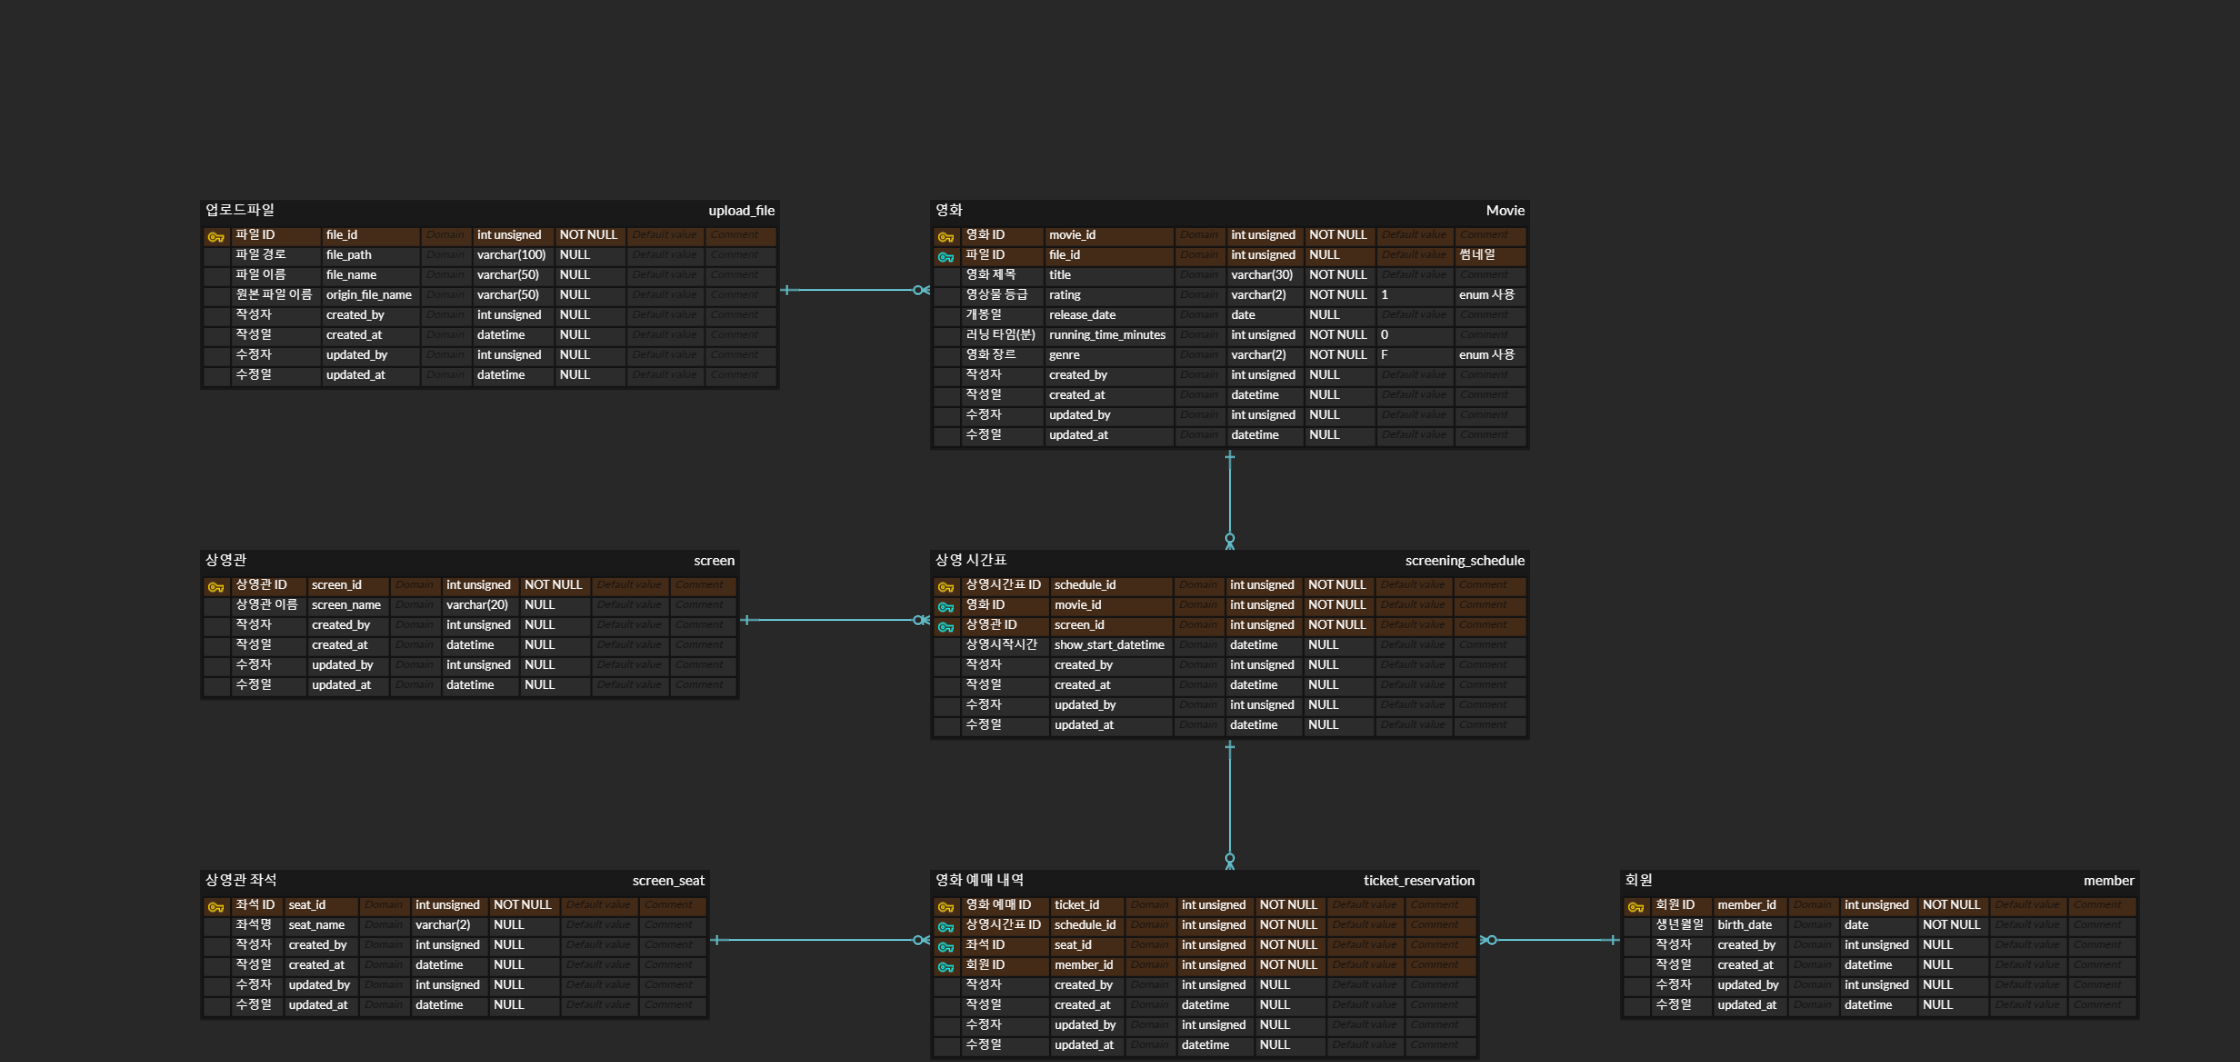 업로드파일 upload_file
파일 ID file_id Domain int unsigned NOT NULL Default value Comment
파일 경로 file_path Domain varchar(100) NULL Default value Comment
파일 이름 file_name Domain varchar(50) NULL Default value Comment
원본 파일 이름 origin_file_name Domain varchar(50) NULL Default value Comment
작성자 created_by Domain int unsigned NULL Default value Comment
작성일 created_at Domain datetime NULL Default value Comment
수정자 updated_by Domain int unsigned NULL Default value Comment
수정일 updated_at Domain datetime NULL Default value Comment
영화 Movie
영화 ID movie_id Domain int unsigned NOT NULL Default value Comment
파일 ID file_id Domain int unsigned NULL Default value 썸네일
영화 제목 title Domain varchar(30) NOT NULL Default value Comment
영상물 등급 rating Domain varchar(2) NOT NULL 1 enum 사용
개봉일 release_date Domain date NULL Default value Comment
러닝 타임(분) running_time_minutes Domain int unsigned NOT NULL 0 Comment
영화 장르 genre Domain varchar(2) NOT NULL F enum 사용
작성자 created_by Domain int unsigned NULL Default value Comment
작성일 created_at Domain datetime NULL Default value Comment
수정자 updated_by Domain int unsigned NULL Default value Comment
수정일 updated_at Domain datetime NULL Default value Comment
상영관 screen
상영관 ID screen_id Domain int unsigned NOT NULL Default value Comment
상영관 이름 screen_name Domain varchar(20) NULL Default value Comment
작성자 created_by Domain int unsigned NULL Default value Comment
작성일 created_at Domain datetime NULL Default value Comment
수정자 updated_by Domain int unsigned NULL Default value Comment
수정일 updated_at Domain datetime NULL Default value Comment
상영 시간표 screening_schedule
상영시간표 ID schedule_id Domain int unsigned NOT NULL Default value Comment
영화 ID movie_id Domain int unsigned NOT NULL Default value Comment
상영관 ID screen_id Domain int unsigned NOT NULL Default value Comment
상영시작시간 show_start_datetime Domain datetime NULL Default value Comment
작성자 created_by Domain int unsigned NULL Default value Comment
작성일 created_at Domain datetime NULL Default value Comment
수정자 updated_by Domain int unsigned NULL Default value Comment
수정일 updated_at Domain datetime NULL Default value Comment
상영관 좌석 screen_seat
좌석 ID seat_id Domain int unsigned NOT NULL Default value Comment
좌석명 seat_name Domain varchar(2) NULL Default value Comment
작성자 created_by Domain int unsigned NULL Default value Comment
작성일 created_at Domain datetime NULL Default value Comment
수정자 updated_by Domain int unsigned NULL Default value Comment
수정일 updated_at Domain datetime NULL Default value Comment
영화 예매 내역 ticket_reservation
영화 예매 ID ticket_id Domain int unsigned NOT NULL Default value Comment
상영시간표 ID schedule_id Domain int unsigned NOT NULL Default value Comment
좌석 ID seat_id Domain int unsigned NOT NULL Default value Comment
회원 ID member_id Domain int unsigned NOT NULL Default value Comment
작성자 created_by Domain int unsigned NULL Default value Comment
작성일 created_at Domain datetime NULL Default value Comment
수정자 updated_by Domain int unsigned NULL Default value Comment
수정일 updated_at Domain datetime NULL Default value Comment
회원 member
회원 ID member_id Domain int unsigned NOT NULL Default value Comment
생년월일 birth_date Domain date NOT NULL Default value Comment
작성자 created_by Domain int unsigned NULL Default value Comment
작성일 created_at Domain datetime NULL Default value Comment
수정자 updated_by Domain int unsigned NULL Default value Comment
수정일 updated_at Domain datetime NULL Default value Comment